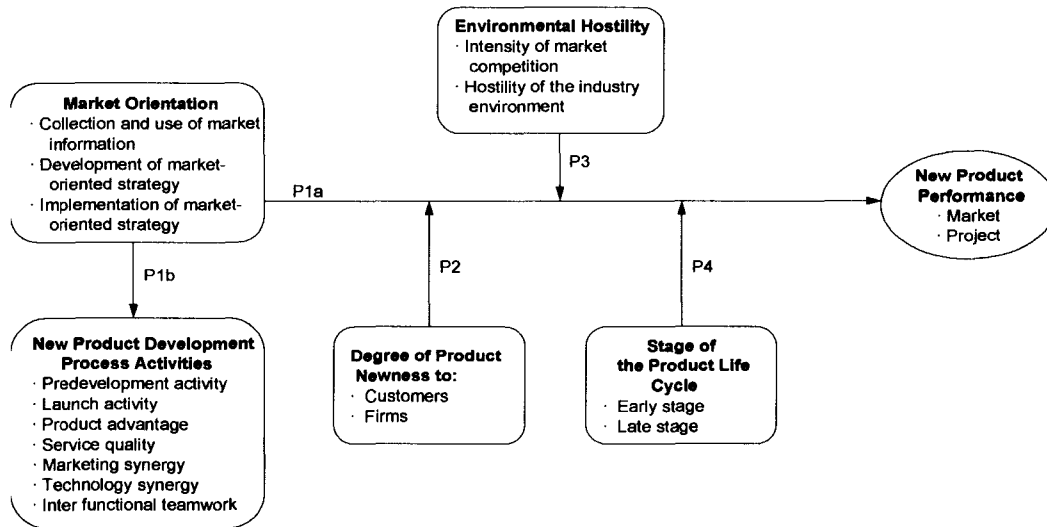 Environmental Hostility
· Intensity of market
competition
· Hostility of the industry
environment
Market Orientation
· Collection and use of market
information
· Development of market-
oriented strategy
· Implementation of market-
oriented strategy
P1a
P3
New Product
Performance
· Market
· Project
P1b
P2
P4
New Product Development
Process Activities
· Predevelopment activity
· Launch activity
· Product advantage
· Service quality
· Marketing synergy
· Technology synergy
· Inter functional teamwork
Degree of Product
Newness to:
· Customers
· Firms
Stage of
the Product Life
Cycle
· Early stage
· Late stage